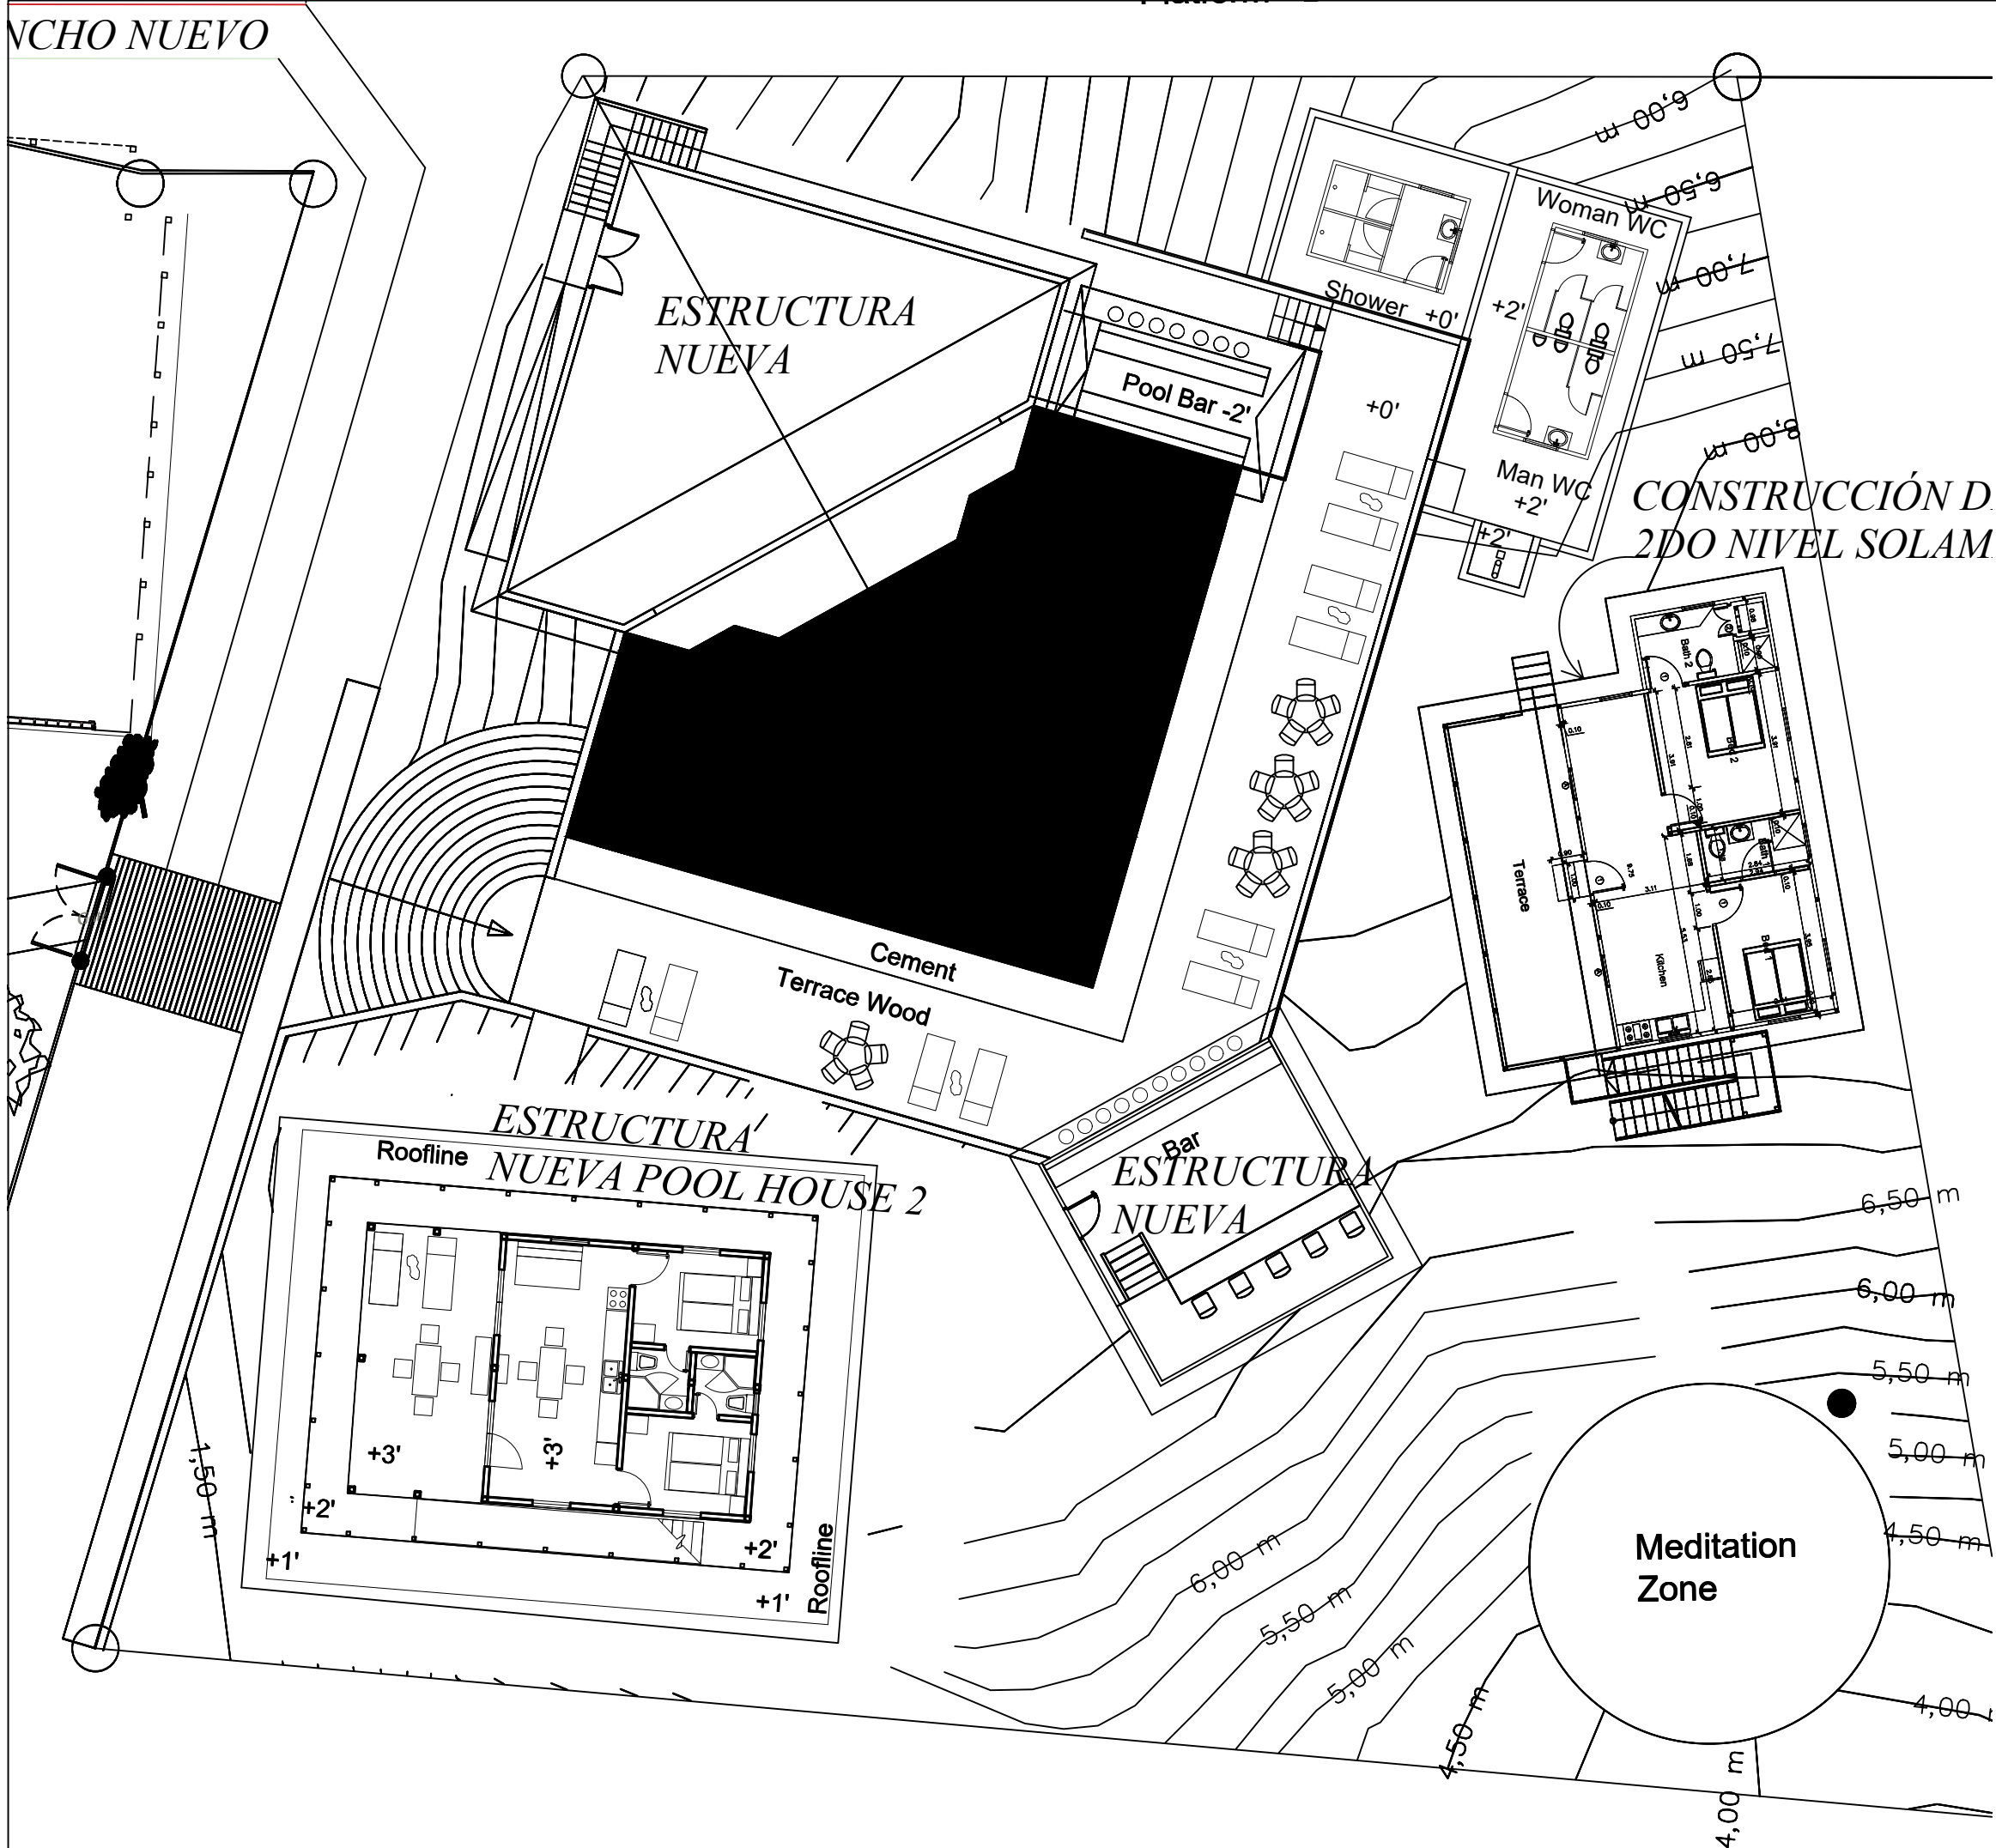 NCHO NUEVO
6,00 m
6,50 m
7,00 m
7,50 m
8,00 m
Woman WC
+2'
Shower +0'
ESTRUCTURA
NUEVA
Pool Bar -2'
+0'
Man WC
+2'
+2'
CONSTRUCCIÓN D
2DO NIVEL SOLAM
Bath 2
Bed 2
Terrace
Kitchen
Bed 1
Cement
Terrace Wood
Bar
ESTRUCTURA
NUEVA
ESTRUCTURA
NUEVA POOL HOUSE 2
Roofline
+3'
+3'
+2'
+1'
+2'
+1'
Roofline
1,50 m
6,50 m
6,00 m
5,50 m
5,00 m
4,50 m
4,00
Meditation
Zone
6,00 m
5,50 m
5,00 m
4,50 m
4,00 m